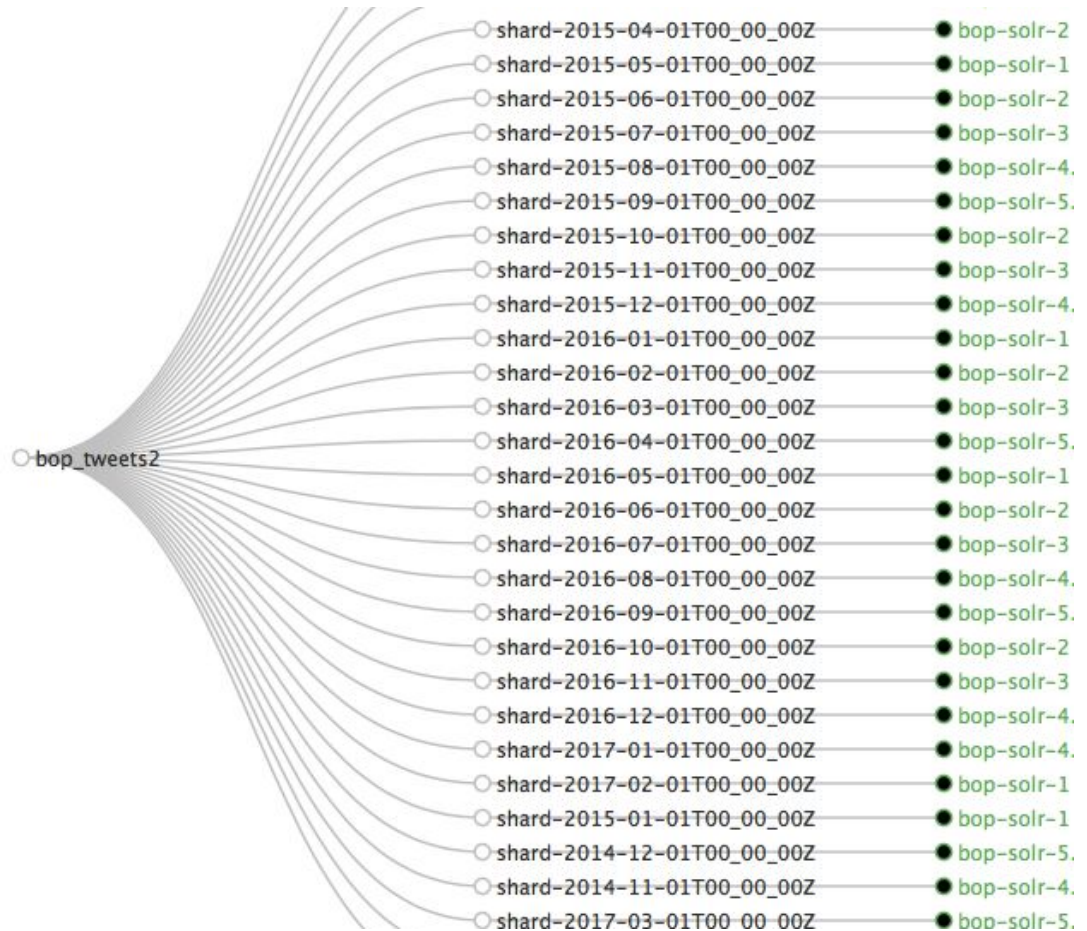 shard-2015-04-01T00_00_00Z bop-solr-2
shard-2015-05-01T00_00_00Z bop-solr-1
shard-2015-06-01T00_00_00Z bop-solr-2
shard-2015-07-01T00_00_00Z bop-solr-3
shard-2015-08-01T00_00_00Z bop-solr-4.
shard-2015-09-01T00_00_00Z bop-solr-5.
shard-2015-10-01T00_00_00Z bop-solr-2
shard-2015-11-01T00_00_00Z bop-solr-3
shard-2015-12-01T00_00_00Z bop-solr-4.
shard-2016-01-01T00_00_00Z bop-solr-1
shard-2016-02-01T00_00_00Z bop-solr-2
shard-2016-03-01T00_00_00Z bop-solr-3
shard-2016-04-01T00_00_00Z bop-solr-5.
bop_tweets2
shard-2016-05-01T00_00_00Z bop-solr-1
shard-2016-06-01T00_00_00Z bop-solr-2
shard-2016-07-01T00_00_00Z bop-solr-3
shard-2016-08-01T00_00_00Z bop-solr-4.
shard-2016-09-01T00_00_00Z bop-solr-5.
shard-2016-10-01T00_00_00Z bop-solr-2
shard-2016-11-01T00_00_00Z bop-solr-3
shard-2016-12-01T00_00_00Z bop-solr-4.
shard-2017-01-01T00_00_00Z bop-solr-4.
shard-2017-02-01T00_00_00Z bop-solr-1
shard-2015-01-01T00_00_00Z bop-solr-1
shard-2014-12-01T00_00_00Z bop-solr-5.
shard-2014-11-01T00_00_00Z bop-solr-4.
shard-2017-03-01T00_00_00Z bop-solr-5.